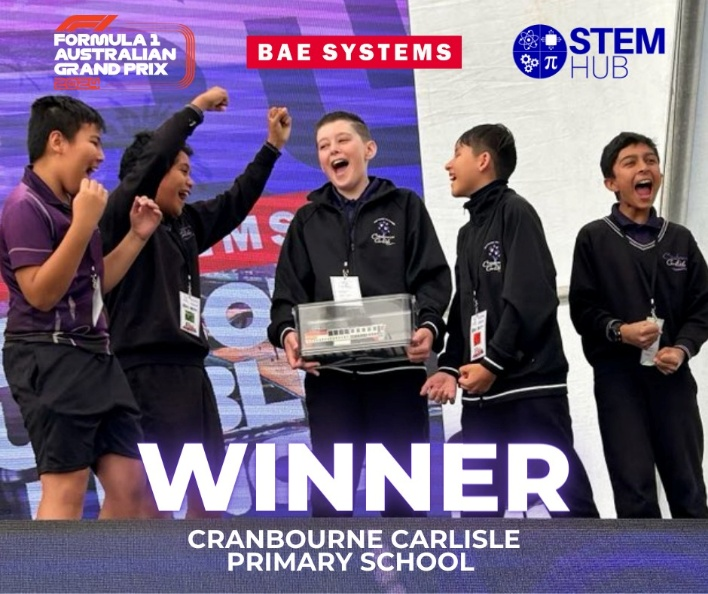 FORMULA 1
AUSTRALIAN
GRAND PRIX
BAE SYSTEMS
STEM
HUB
π
WINNER
CRANBOURNE CARLISLE
PRIMARY SCHOOL